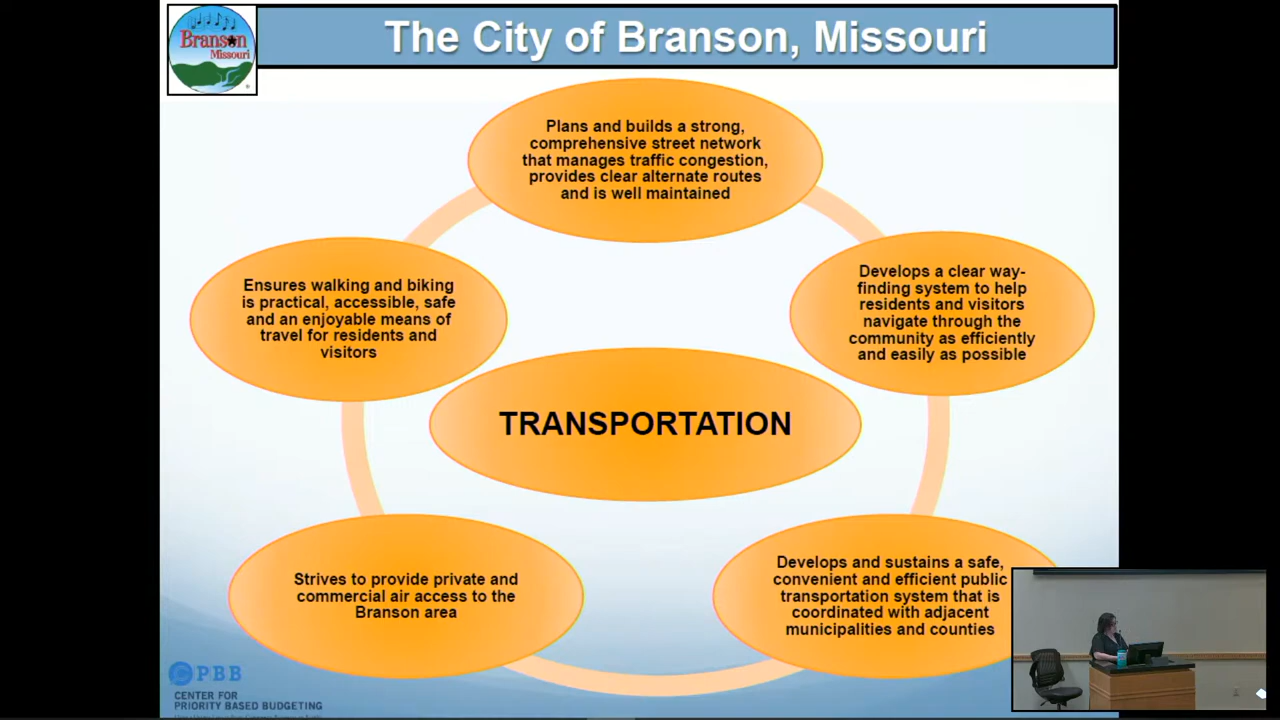 Branson
Missouri
The City of Branson, Missouri
Plans and builds a strong,
comprehensive street network
that manages traffic congestion,
provides clear alternate routes
and is well maintained
Ensures walking and biking
is practical, accessible, safe
and an enjoyable means of
travel for residents and
visitors
Develops a clear way-
finding system to help
residents and visitors
navigate through the
community as efficiently
and easily as possible
TRANSPORTATION
Strives to provide private and
commercial air access to the
Branson area
Develops and sustains a safe,
convenient and efficient public
transportation system that is
coordinated with adjacent
municipalities and counties
CPBB
CENTER FOR
PRIORITY BASED BUDGETING